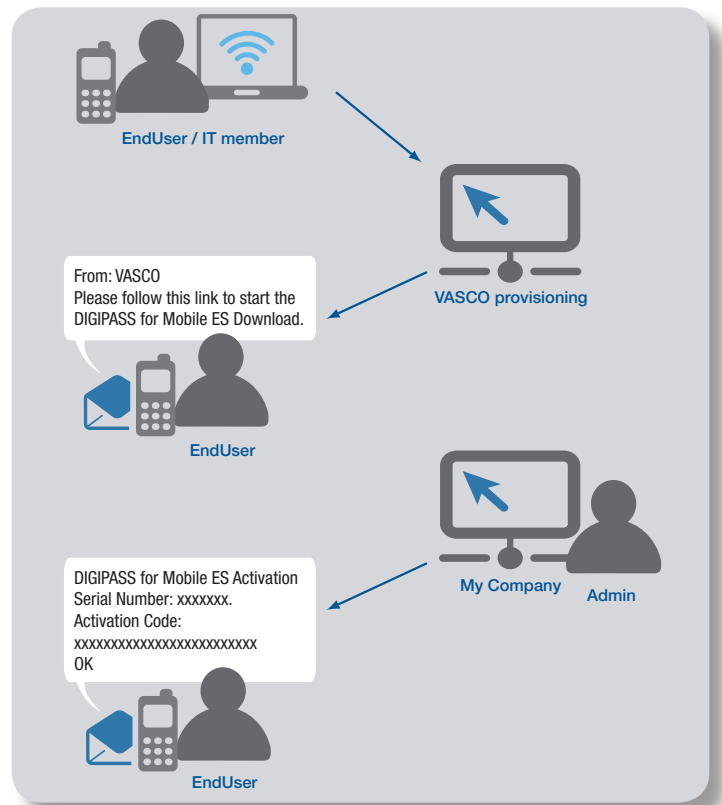 EndUser / IT member
VASCO provisioning
From: VASCO
Please follow this link to start the
DIGIPASS for Mobile ES Download.
EndUser
My Company
Admin
DIGIPASS for Mobile ES Activation
Serial Number: xxxxxxx.
Activation Code:
xxxxxxxxxxxxxxxxxxxxxxxxx
OK
EndUser